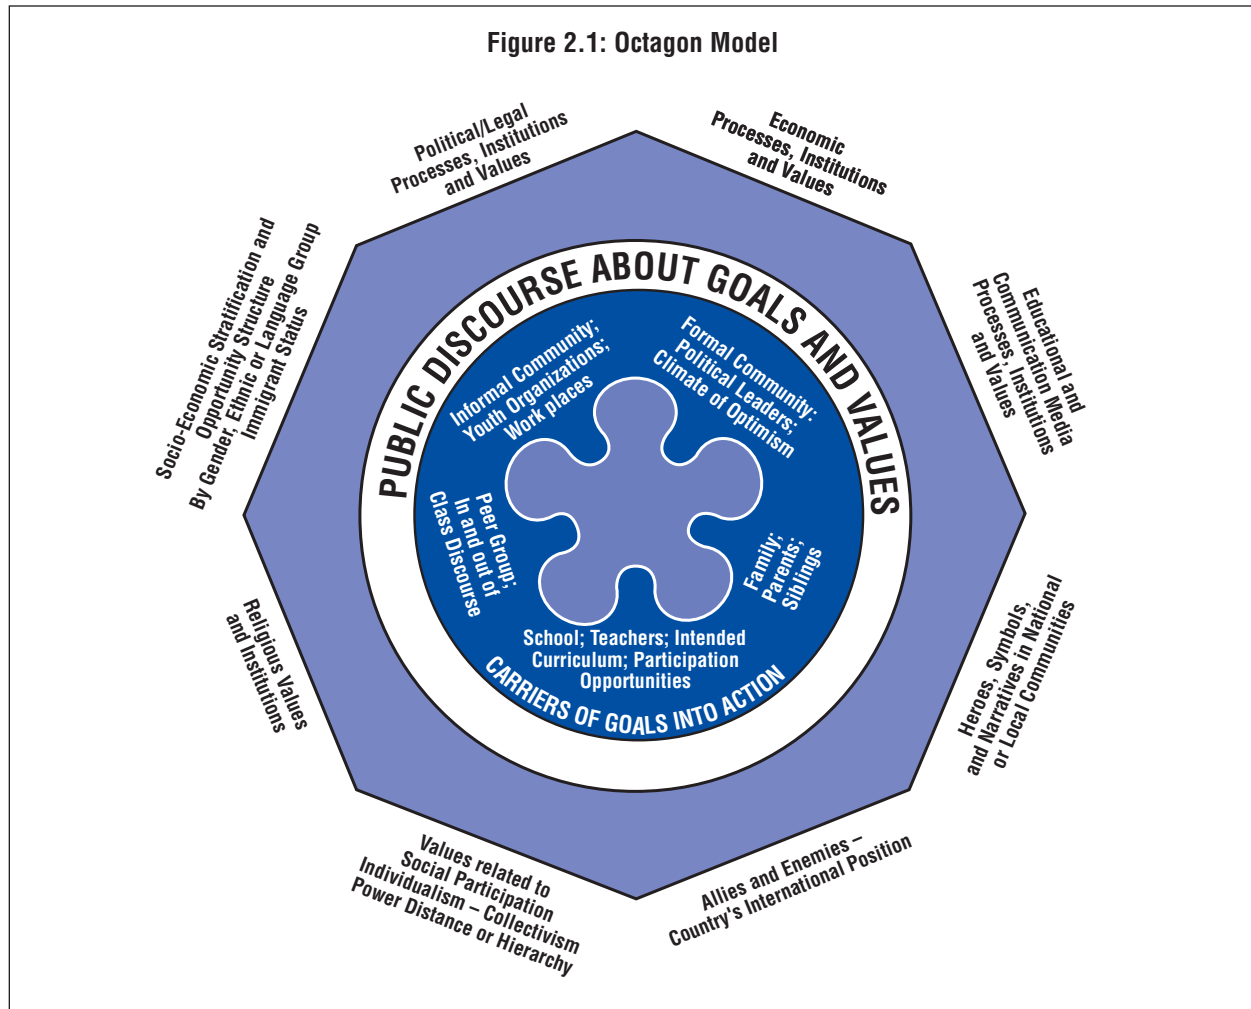 Figure 2.1: Octagon Model
Political/Legal
Processes, Institutions
and Values
Economic
Processes, Institutions
and Values
Socio-Economic Stratification and
Opportunity Structure
By Gender, Ethnic or Language Group
Immigrant Status
Educational and
Communication Media
Processes, Institutions
and Values
PUBLIC DISCOURSE ABOUT GOALS AND VALUES
Informal Community;
Youth Organizations;
Work places
Formal Community:
Political Leaders;
Climate of Optimism
Peer Group;
In and out of
Class Discourse
Family;
Parents;
Siblings
School; Teachers; Intended
Curriculum; Participation
Opportunities
CARRIERS OF GOALS INTO ACTION
Religious Values
and Institutions
Heroes, Symbols,
and Narratives in National
or Local Communities
Values related to
Social Participation
Individualism – Collectivism
Power Distance or Hierarchy
Allies and Enemies –
Country's International Position